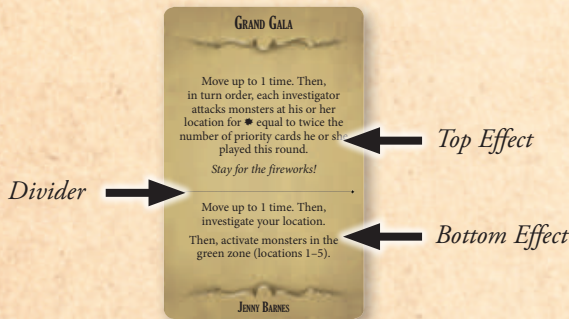 GRAND GALA
Move up to 1 time. Then,
in turn order, each investigator
attacks monsters at his or her
location for equal to twice the
number of priority cards he or she
played this round.
Top Effect
Stay for the fireworks!
Divider
Move up to 1 time. Then,
investigate your location.
Then, activate monsters in the
green zone (locations 1–5).
Bottom Effect
JENNY BARNES